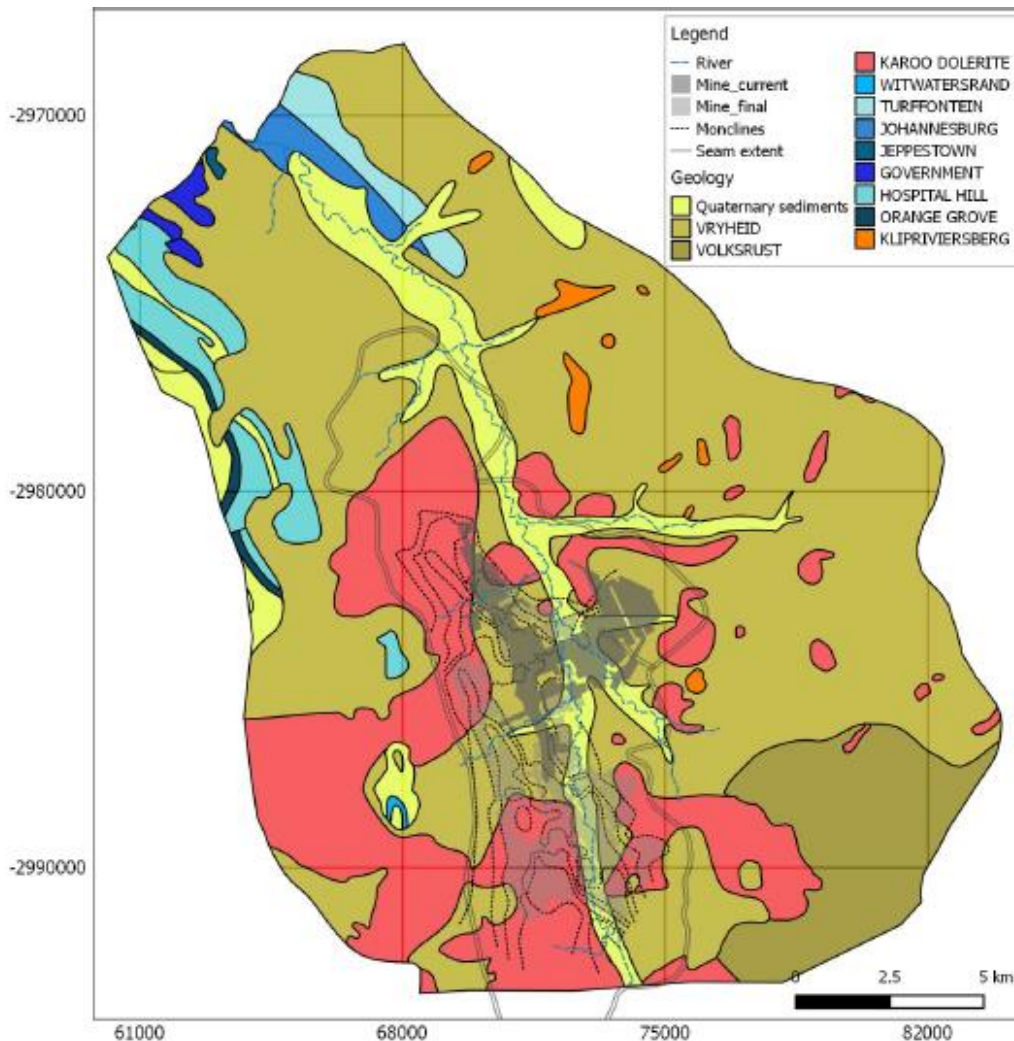 Legend
River
Mine_current
Mine_final
Monclines
Seam extent
Geology
Quaternary sediments
VRYHEID
VOLKSRUST
KAROO DOLERITE
WITWATERSRAND
TURFFONTEIN
JOHANNESBURG
JEPPESTOWN
GOVERNMENT
HOSPITAL HILL
ORANGE GROVE
KLIPRIVIERSBERG
-2970000
-2980000
-2990000
0 2.5 5 km
61000 68000 75000 82000